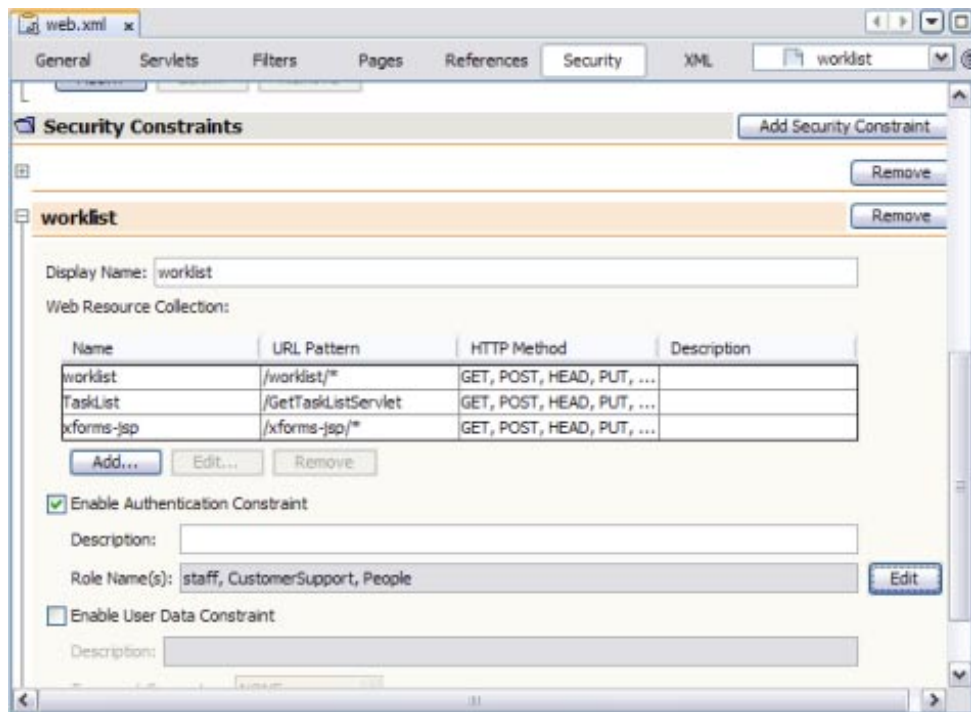 web.xml x
General Servlets Filters Pages References Security XML worklist
Security Constraints Add Security Constraint
Remove
worklist Remove
Display Name: worklist
Web Resource Collection:
Name URL Pattern HTTP Method Description
worklist /worklist/* GET, POST, HEAD, PUT, ...
TaskList /GetTaskListServlet GET, POST, HEAD, PUT, ...
xforms-jsp /xforms-jsp/* GET, POST, HEAD, PUT, ...
Add... Edit... Remove
Enable Authentication Constraint
Description:
Role Name(s): staff, CustomerSupport, People Edit
Enable User Data Constraint
Description: